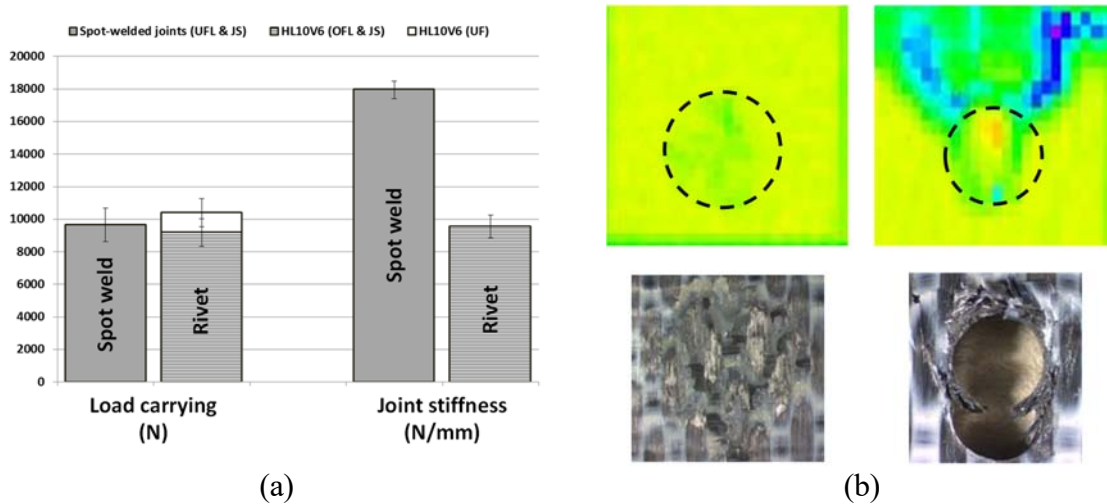 Spot-welded joints (UFL & JS) HL10V6 (OFL & JS) HL10V6 (UF)
20000
18000
16000
14000
12000
10000
8000
6000
4000
2000
0
Spot weld
Rivet
Spot weld
Rivet
Load carrying
(N)
Joint stiffness
(N/mm)
(a)
(b)